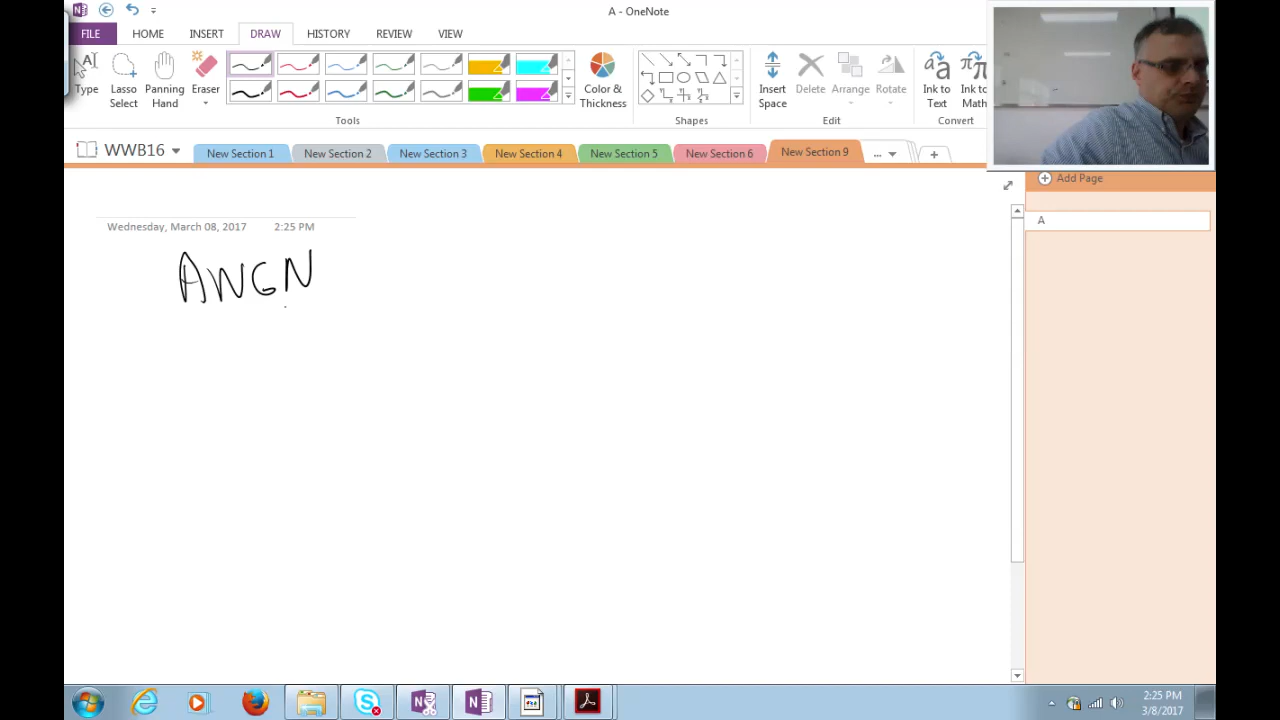 A - OneNote
FILE HOME INSERT DRAW HISTORY REVIEW VIEW
Type
Lasso Select
Panning Hand
Eraser
Color & Thickness
Insert Space
Delete
Arrange
Rotate
Ink to Text
Ink to Math
Tools
Shapes
Edit
Convert
WWB16
New Section 1
New Section 2
New Section 3
New Section 4
New Section 5
New Section 6
New Section 9
...
Add Page
A
Wednesday, March 08, 2017 2:25 PM
AWGN
2:25 PM
3/8/2017